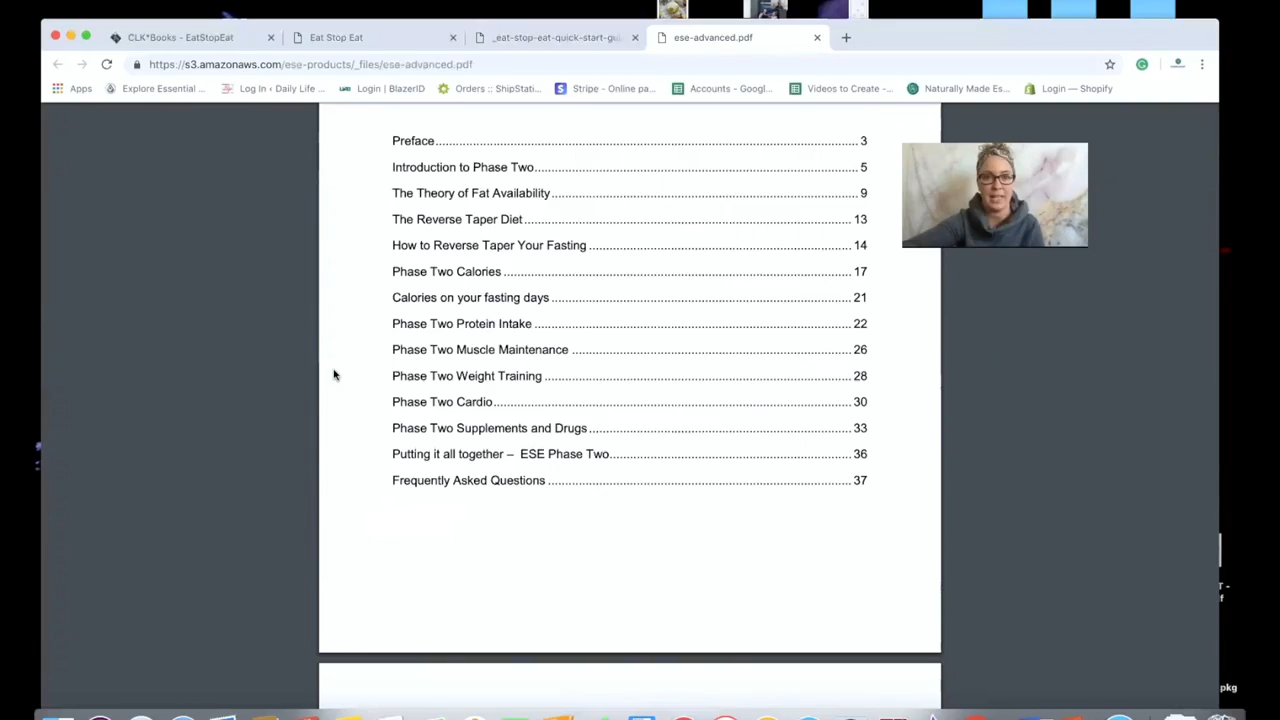 CLK*Books - EatStopEat
Eat Stop Eat
_eat-stop-eat-quick-start-gu
ese-advanced.pdf
https://s3.amazonaws.com/ese-products/_files/ese-advanced.pdf
Apps
Explore Essential ...
Log In ‹ Daily Life ...
Login | BlazerID
Orders :: ShipStati...
Stripe - Online pa...
Accounts - Googl...
Videos to Create -...
Naturally Made Es...
Login — Shopify
Preface 3
Introduction to Phase Two 5
The Theory of Fat Availability 9
The Reverse Taper Diet 13
How to Reverse Taper Your Fasting 14
Phase Two Calories 17
Calories on your fasting days 21
Phase Two Protein Intake 22
Phase Two Muscle Maintenance 26
Phase Two Weight Training 28
Phase Two Cardio 30
Phase Two Supplements and Drugs 33
Putting it all together – ESE Phase Two 36
Frequently Asked Questions 37
pkg